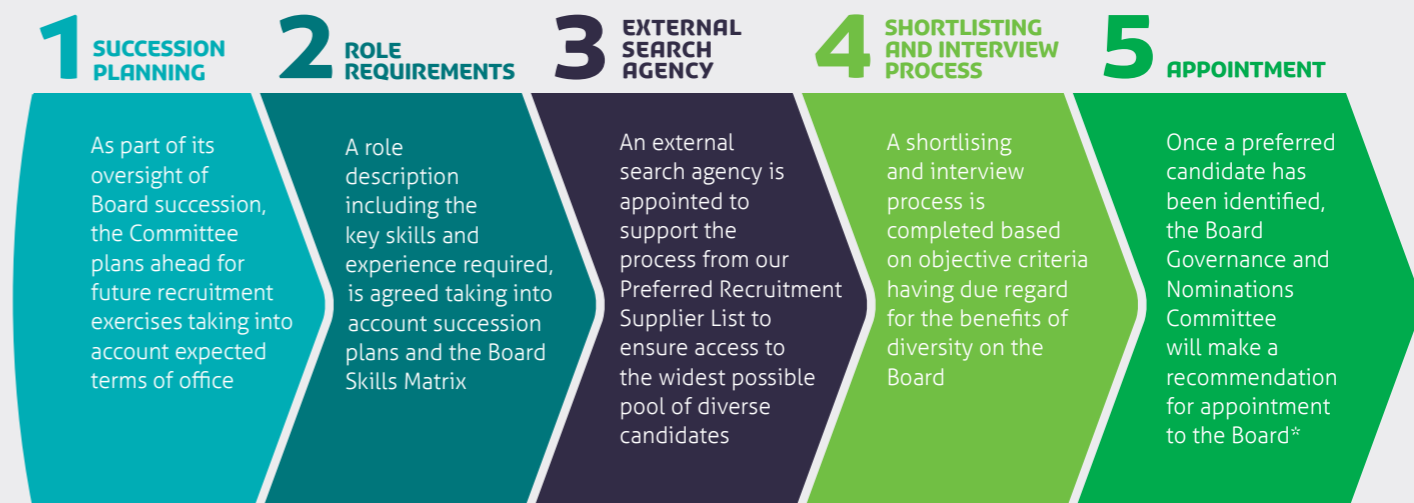 1 SUCCESSION
PLANNING
As part of its
oversight of
Board succession,
the Committee
plans ahead for
future recruitment
exercises taking into
account expected
terms of office
2 ROLE
REQUIREMENTS
A role
description
including the
key skills and
experience required,
is agreed taking into
account succession
plans and the Board
Skills Matrix
3 EXTERNAL
SEARCH
AGENCY
An external
search agency is
appointed to
support the
process from our
Preferred Recruitment
Supplier List to
ensure access to
the widest possible
pool of diverse
candidates
4 SHORTLISTING
AND INTERVIEW
PROCESS
A shortlising
and interview
process is
completed based
on objective criteria
having due regard
for the benefits of
diversity on the
Board
5 APPOINTMENT
Once a preferred
candidate has
been identified,
the Board
Governance and
Nominations
Committee
will make a
recommendation
for appointment
to the Board*